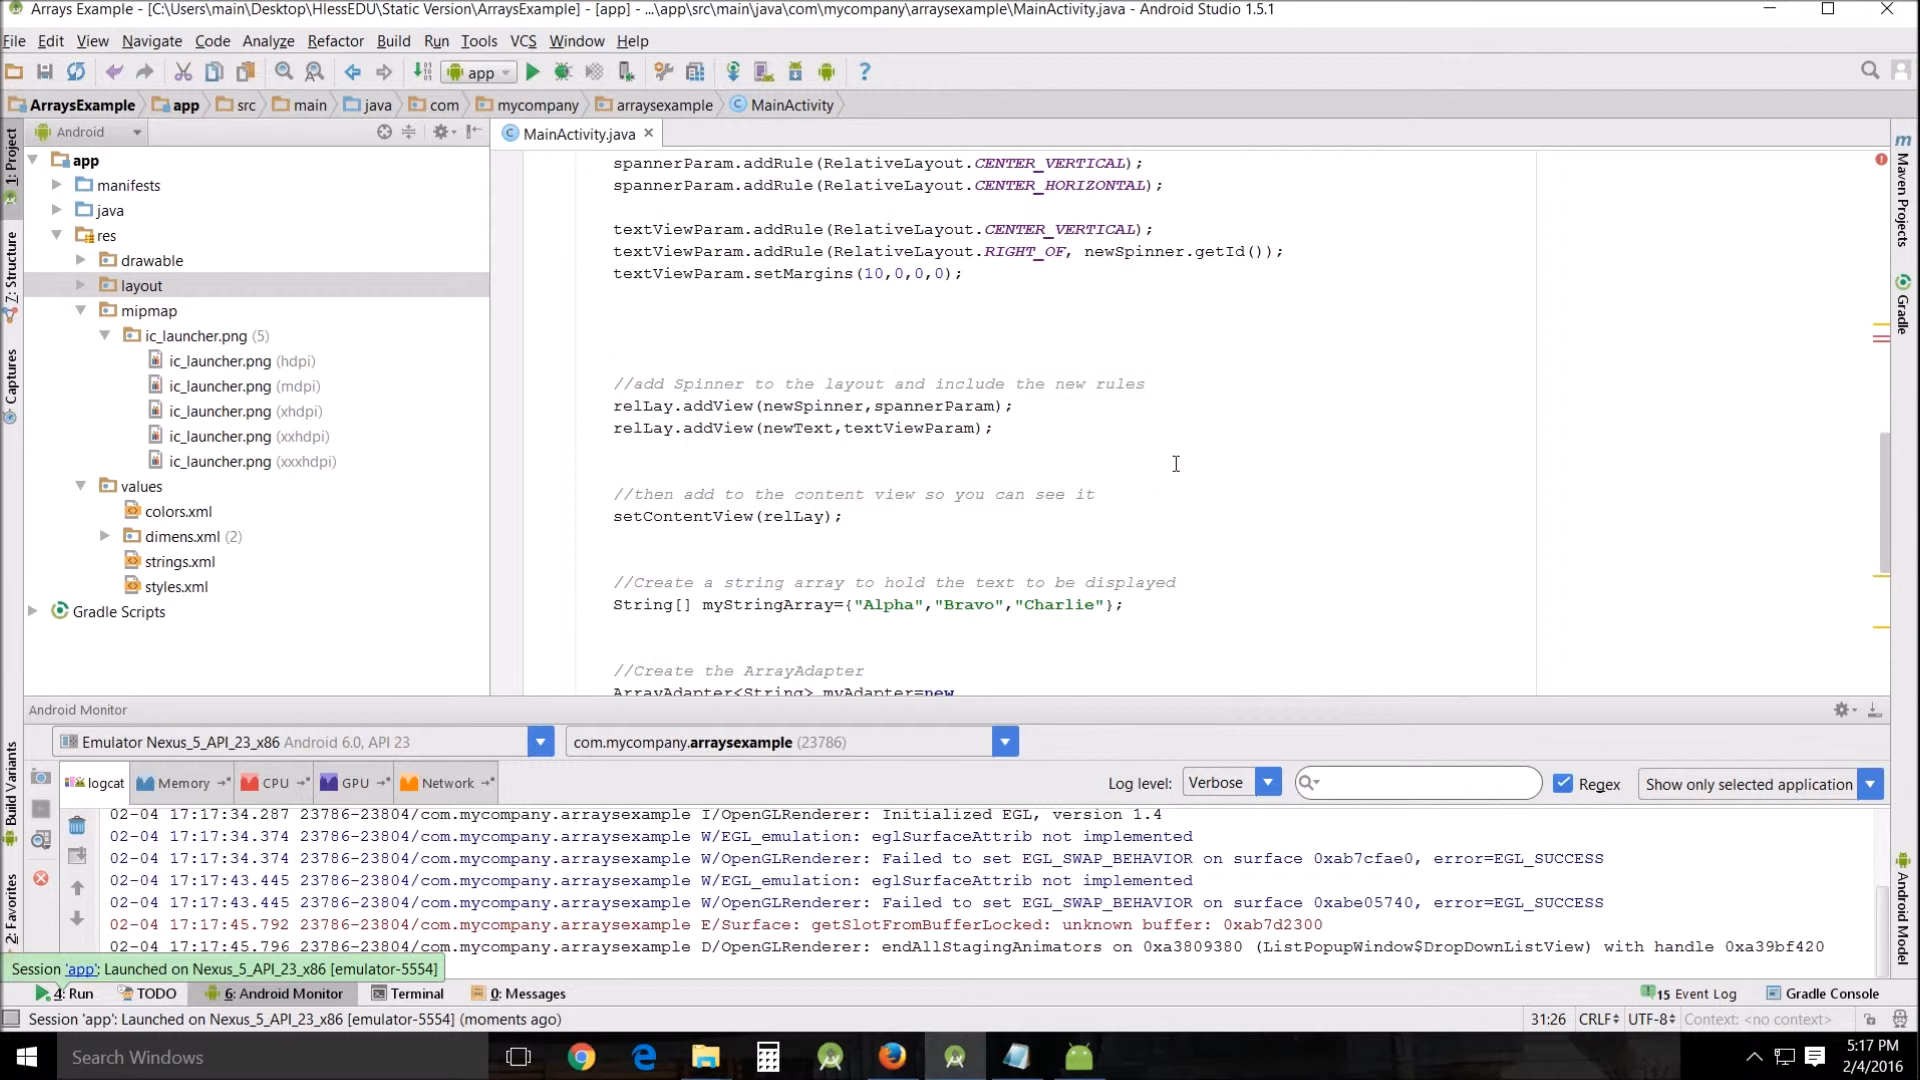 Arrays Example - [C:\Users\main\Desktop\HlessEDU\Static Version\ArraysExample] - [app] - ...\app\src\main\java\com\mycompany\arraysexample\MainActivity.java - Android Studio 1.5.1
File Edit View Navigate Code Analyze Refactor Build Run Tools VCS Window Help
app
ArraysExample app src main java com mycompany arraysexample MainActivity
Android
MainActivity.java
1: Project
7: Structure
Captures
Build Variants
2: Favorites
app
manifests
java
res
drawable
layout
mipmap
ic_launcher.png (5)
ic_launcher.png (hdpi)
ic_launcher.png (mdpi)
ic_launcher.png (xhdpi)
ic_launcher.png (xxhdpi)
ic_launcher.png (xxxhdpi)
values
colors.xml
dimens.xml (2)
strings.xml
styles.xml
Gradle Scripts
spannerParam.addRule(RelativeLayout.CENTER_VERTICAL);
spannerParam.addRule(RelativeLayout.CENTER_HORIZONTAL);
textViewParam.addRule(RelativeLayout.CENTER_VERTICAL);
textViewParam.addRule(RelativeLayout.RIGHT_OF, newSpinner.getId());
textViewParam.setMargins(10,0,0,0);
//add Spinner to the layout and include the new rules
relLay.addView(newSpinner,spannerParam);
relLay.addView(newText,textViewParam);
//then add to the content view so you can see it
setContentView(relLay);
//Create a string array to hold the text to be displayed
String[] myStringArray={"Alpha","Bravo","Charlie"};
//Create the ArrayAdapter
ArrayAdapter<String> myAdapter=new
m
Maven Projects
Gradle
Android Model
Android Monitor
Emulator Nexus_5_API_23_x86 Android 6.0, API 23
com.mycompany.arraysexample (23786)
logcat Memory CPU GPU Network
Log level: Verbose Regex Show only selected application
02-04 17:17:34.287 23786-23804/com.mycompany.arraysexample I/OpenGLRenderer: Initialized EGL, version 1.4
02-04 17:17:34.374 23786-23804/com.mycompany.arraysexample W/EGL_emulation: eglSurfaceAttrib not implemented
02-04 17:17:34.374 23786-23804/com.mycompany.arraysexample W/OpenGLRenderer: Failed to set EGL_SWAP_BEHAVIOR on surface 0xab7cfae0, error=EGL_SUCCESS
02-04 17:17:43.445 23786-23804/com.mycompany.arraysexample W/EGL_emulation: eglSurfaceAttrib not implemented
02-04 17:17:43.445 23786-23804/com.mycompany.arraysexample W/OpenGLRenderer: Failed to set EGL_SWAP_BEHAVIOR on surface 0xabe05740, error=EGL_SUCCESS
02-04 17:17:45.792 23786-23804/com.mycompany.arraysexample E/Surface: getSlotFromBufferLocked: unknown buffer: 0xab7d2300
02-04 17:17:45.796 23786-23804/com.mycompany.arraysexample D/OpenGLRenderer: endAllStagingAnimators on 0xa3809380 (ListPopupWindow$DropDownListView) with handle 0xa39bf420
Session 'app': Launched on Nexus_5_API_23_x86 [emulator-5554]
4: Run TODO 6: Android Monitor Terminal 0: Messages 15 Event Log Gradle Console
Session 'app': Launched on Nexus_5_API_23_x86 [emulator-5554] (moments ago) 31:26 CRLF UTF-8 Context: <no context>
Search Windows
5:17 PM
2/4/2016